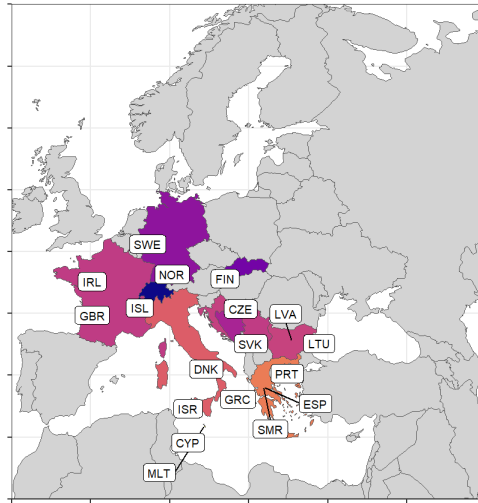 SWE
NOR
FIN
IRL
ISL
GBR
CZE
LVA
SVK
LTU
DNK
PRT
ISR
GRC
ESP
SMR
CYP
MLT